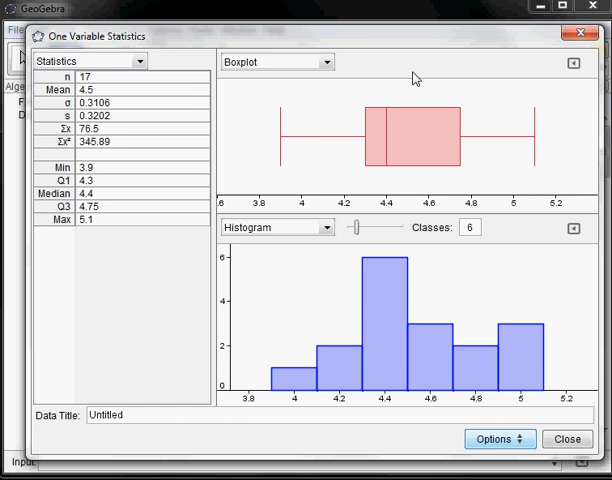 GeoGebra
File
One Variable Statistics
Statistics
n 17
Mean 4.5
σ 0.3106
s 0.3202
Σx 76.5
Σx² 345.89
Min 3.9
Q1 4.3
Median 4.4
Q3 4.75
Max 5.1
Boxplot
3.8 4 4.2 4.4 4.6 4.8 5 5.2
Histogram Classes: 6
6
4
2
0
3.8 4 4.2 4.4 4.6 4.8 5 5.2
Data Title: Untitled
Options Close
Input: